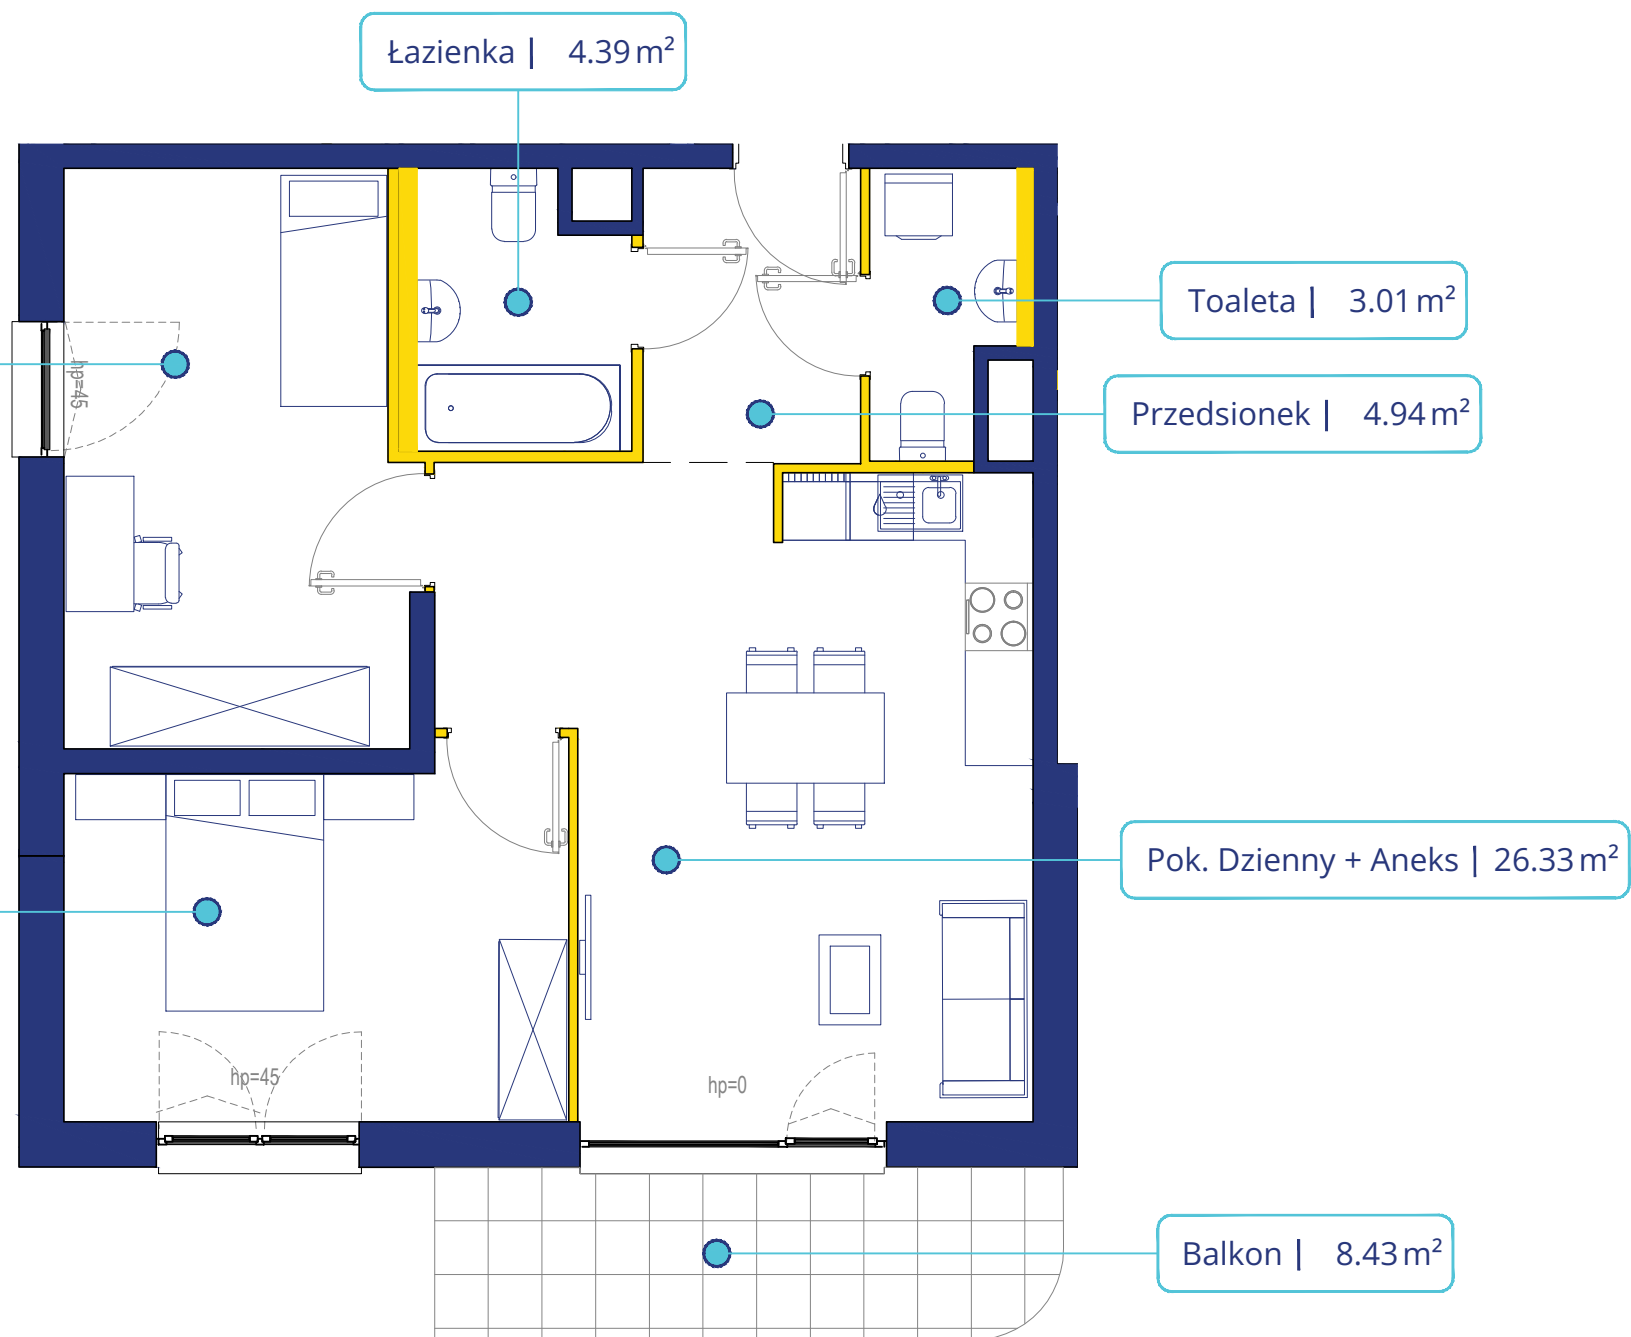 Łazienka | 4.39 m²
Toaleta | 3.01 m²
hp=45
Przedsionek | 4.94 m²
Pok. Dzienny + Aneks | 26.33 m²
hp=45
hp=0
Balkon | 8.43 m²